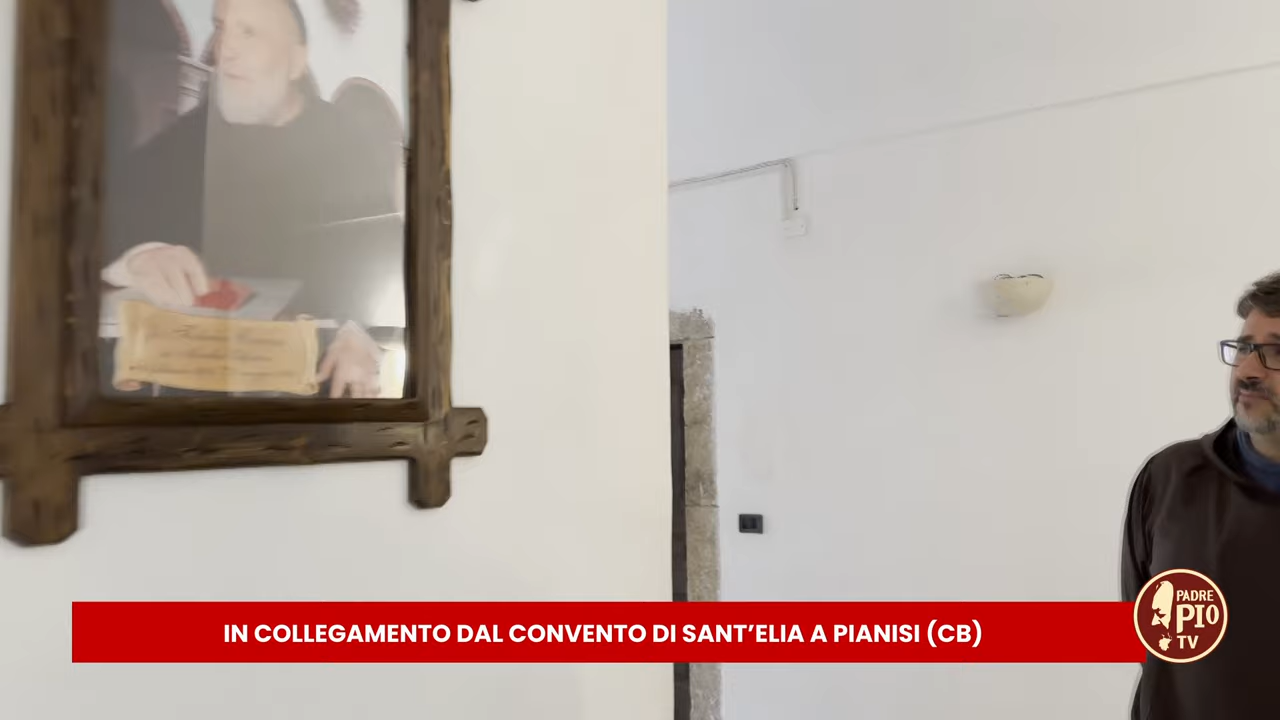 IN COLLEGAMENTO DAL CONVENTO DI SANT'ELIA A PIANISI (CB)
PADRE
PIO
TV